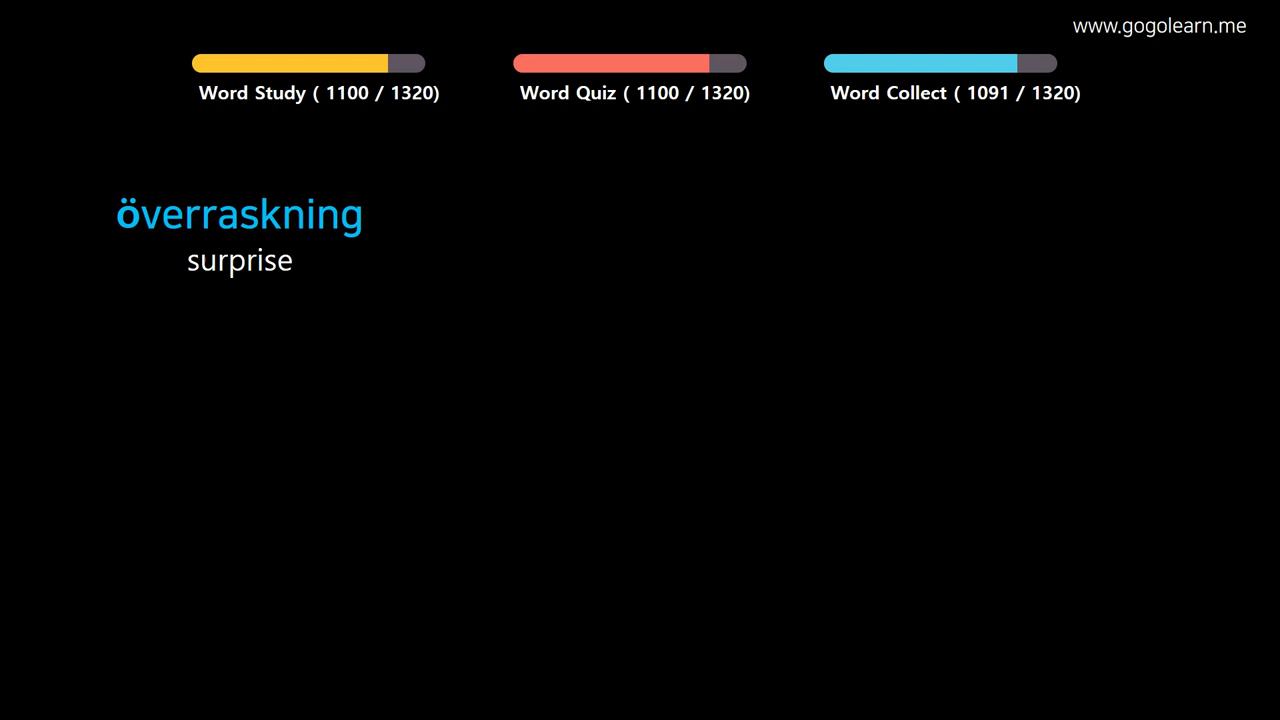 www.gogolearn.me
Word Study ( 1100 / 1320)
Word Quiz ( 1100 / 1320)
Word Collect ( 1091 / 1320)
överraskning
surprise